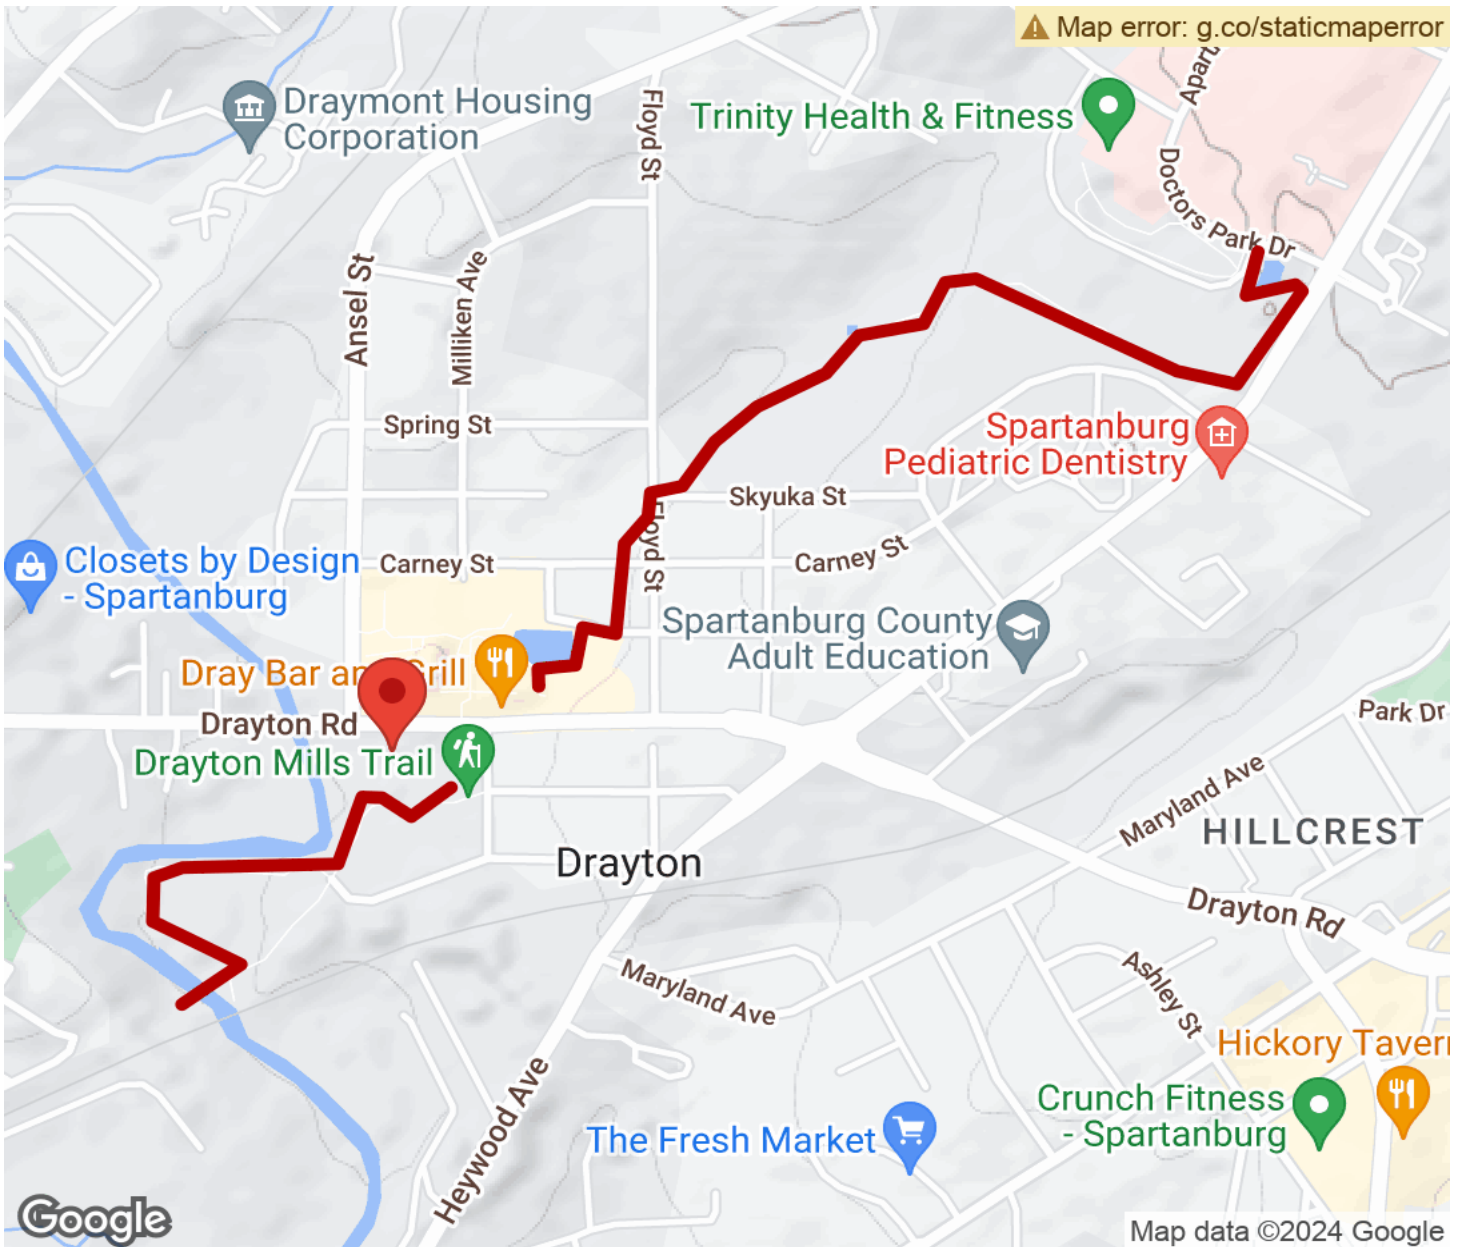 Map error: g.co/staticmaperror
Draymont Housing
Corporation
Floyd St
Trinity Health & Fitness
Apart
Doctors Park Dr
Ansel St
Milliken Ave
Spring St
Spartanburg
Pediatric Dentistry
Skyuka St
Floyd St
Carney St
Carney St
Closets by Design
- Spartanburg
Spartanburg County
Adult Education
Dray Bar an Grill
Drayton Rd
Drayton Mills Trail
Park Dr
Maryland Ave
HILLCREST
Drayton
Drayton Rd
Maryland Ave
Ashley St
Hickory Taver
Heywood Ave
Crunch Fitness
- Spartanburg
The Fresh Market
Google
Map data ©2024 Google